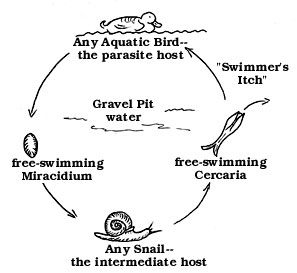 Any Aquatic Bird--
the parasite host
"Swimmer's
Itch"
Gravel Pit
water
free-swimming
Miracidium
free-swimming
Cercaria
Any Snail--
the intermediate host